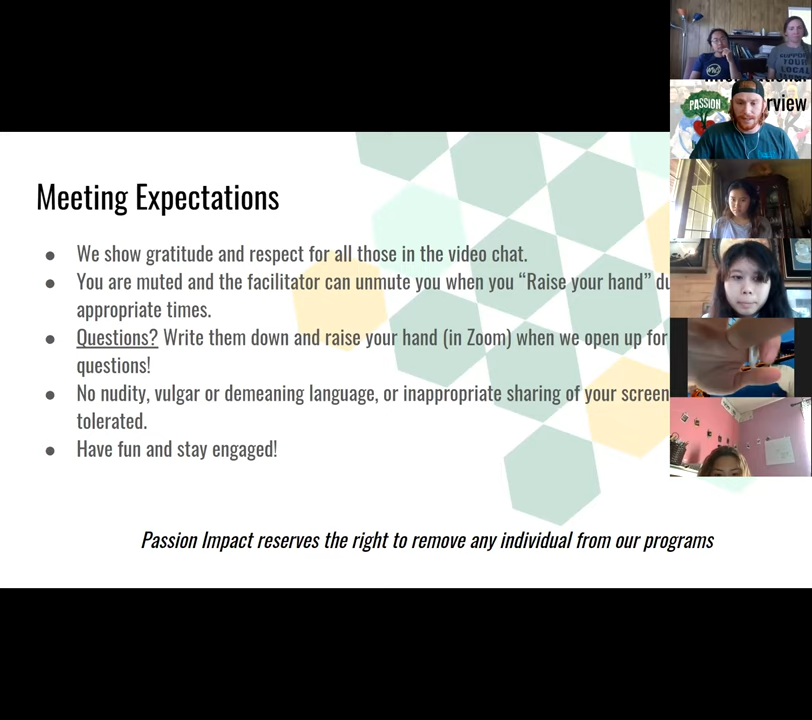 Meeting Expectations
● We show gratitude and respect for all those in the video chat.
● You are muted and the facilitator can unmute you when you “Raise your hand” du
appropriate times.
● Questions? Write them down and raise your hand (in Zoom) when we open up for
questions!
● No nudity, vulgar or demeaning language, or inappropriate sharing of your screen
tolerated.
● Have fun and stay engaged!
Passion Impact reserves the right to remove any individual from our programs
SUPPORT
YOUR
LOCAL
PASSION
rview